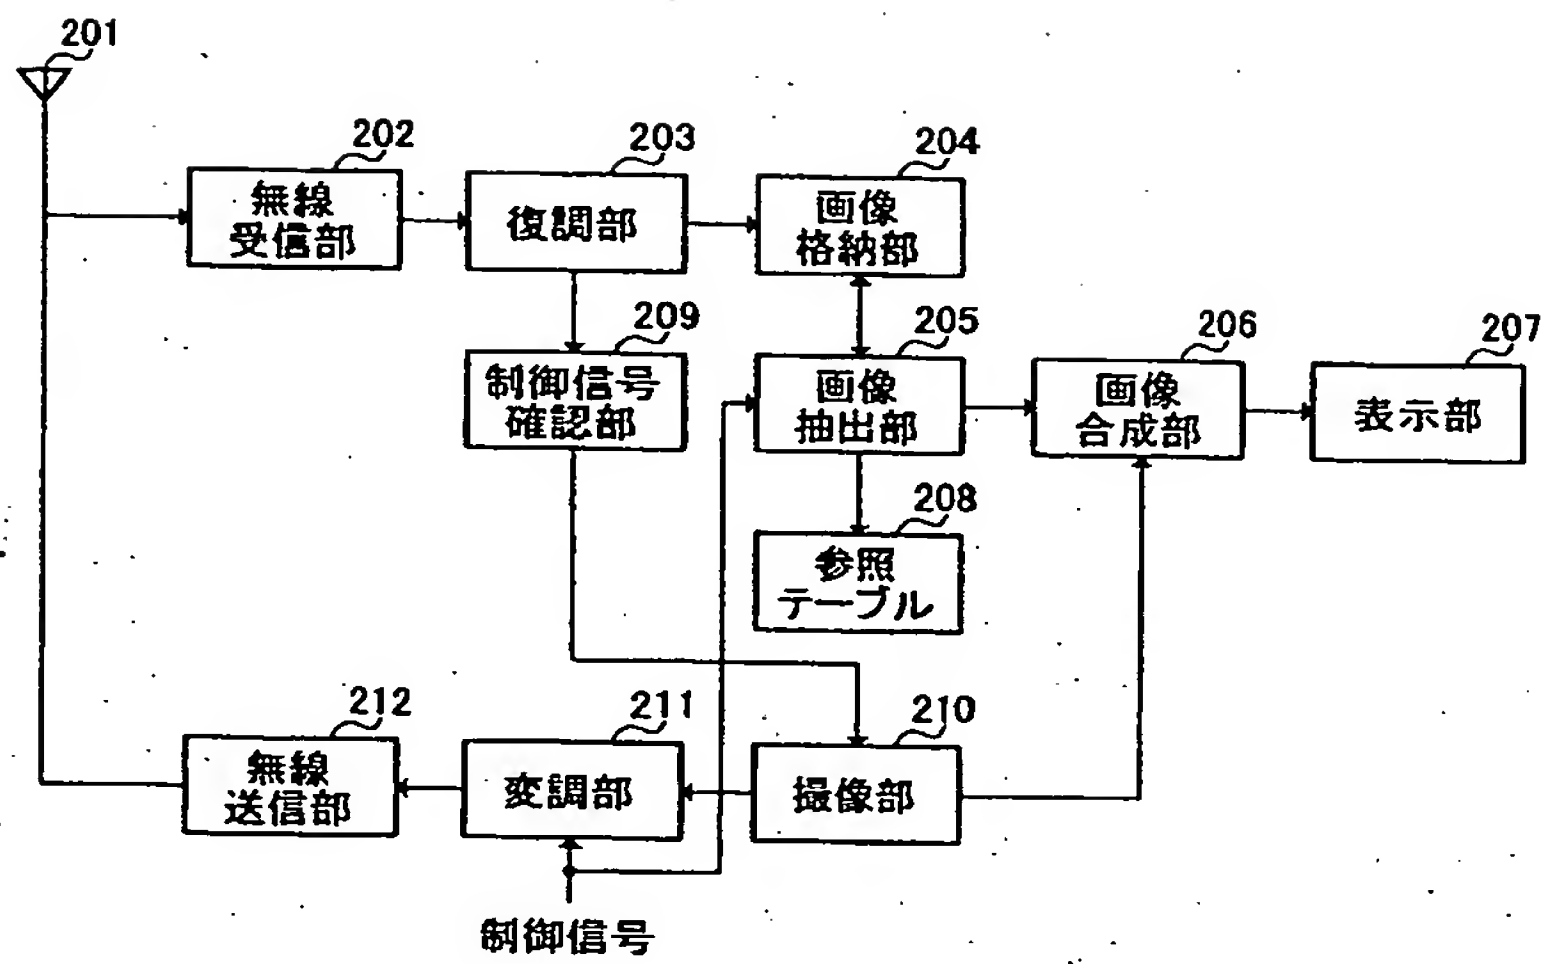 201
202
無線
受信部
203
復調部
204
画像
格納部
209
制御信号
確認部
205
画像
抽出部
206
画像
合成部
207
表示部
208
参照
テーブル
212
無線
送信部
211
変調部
210
撮像部
制御信号